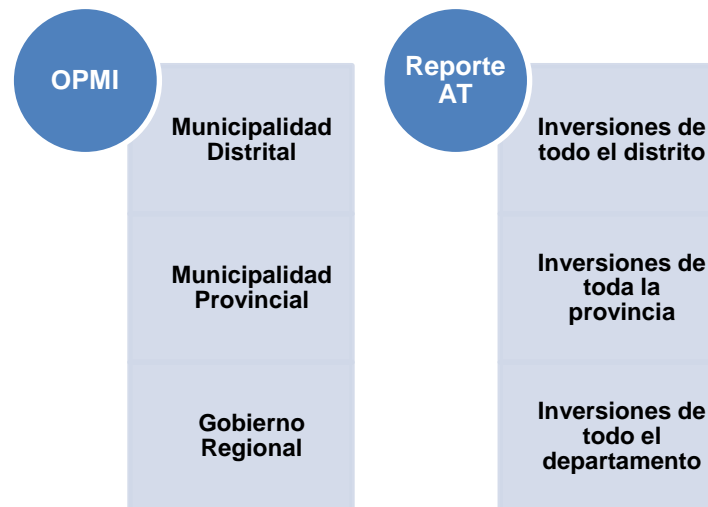 OPMI
Municipalidad
Distrital
Municipalidad
Provincial
Gobierno
Regional
Reporte
AT
Inversiones de
todo el distrito
Inversiones de
toda la
provincia
Inversiones de
todo el
departamento